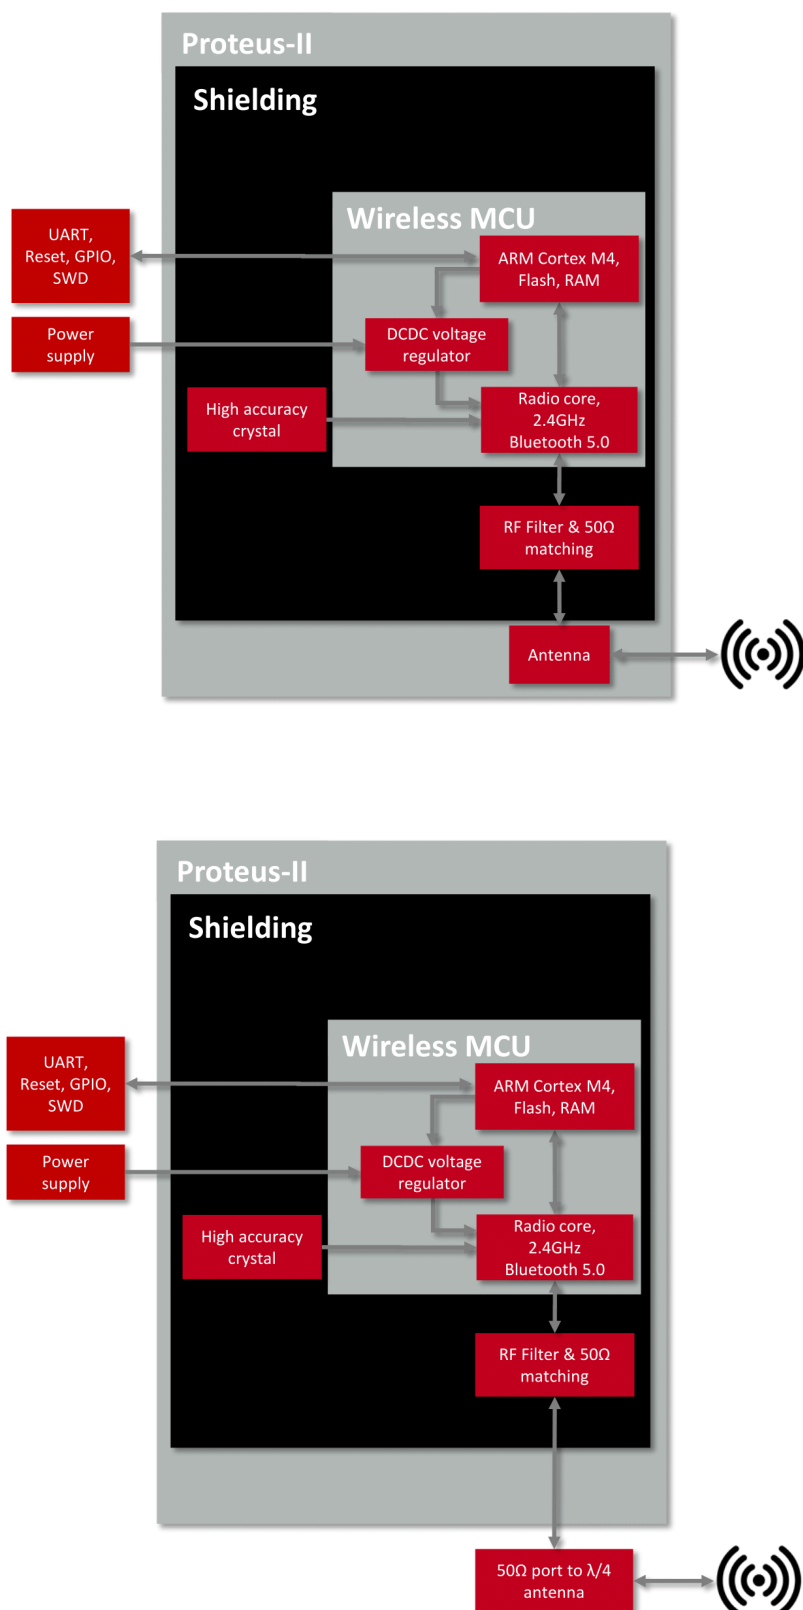 Proteus-II
Shielding
Wireless MCU
UART,
Reset, GPIO,
SWD
ARM Cortex M4,
Flash, RAM
Power
supply
DCDC voltage
regulator
High accuracy
crystal
Radio core,
2.4GHz
Bluetooth 5.0
RF Filter & 50Ω
matching
Antenna
Proteus-II
Shielding
Wireless MCU
UART,
Reset, GPIO,
SWD
ARM Cortex M4,
Flash, RAM
Power
supply
DCDC voltage
regulator
High accuracy
crystal
Radio core,
2.4GHz
Bluetooth 5.0
RF Filter & 50Ω
matching
50Ω port to λ/4
antenna